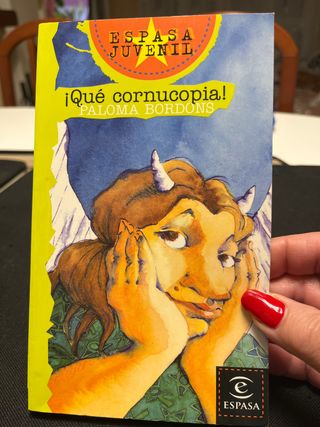 ESPASA
JUVENIL
¡Qué cornucopia!
PALOMA BORDONS
ESPASA